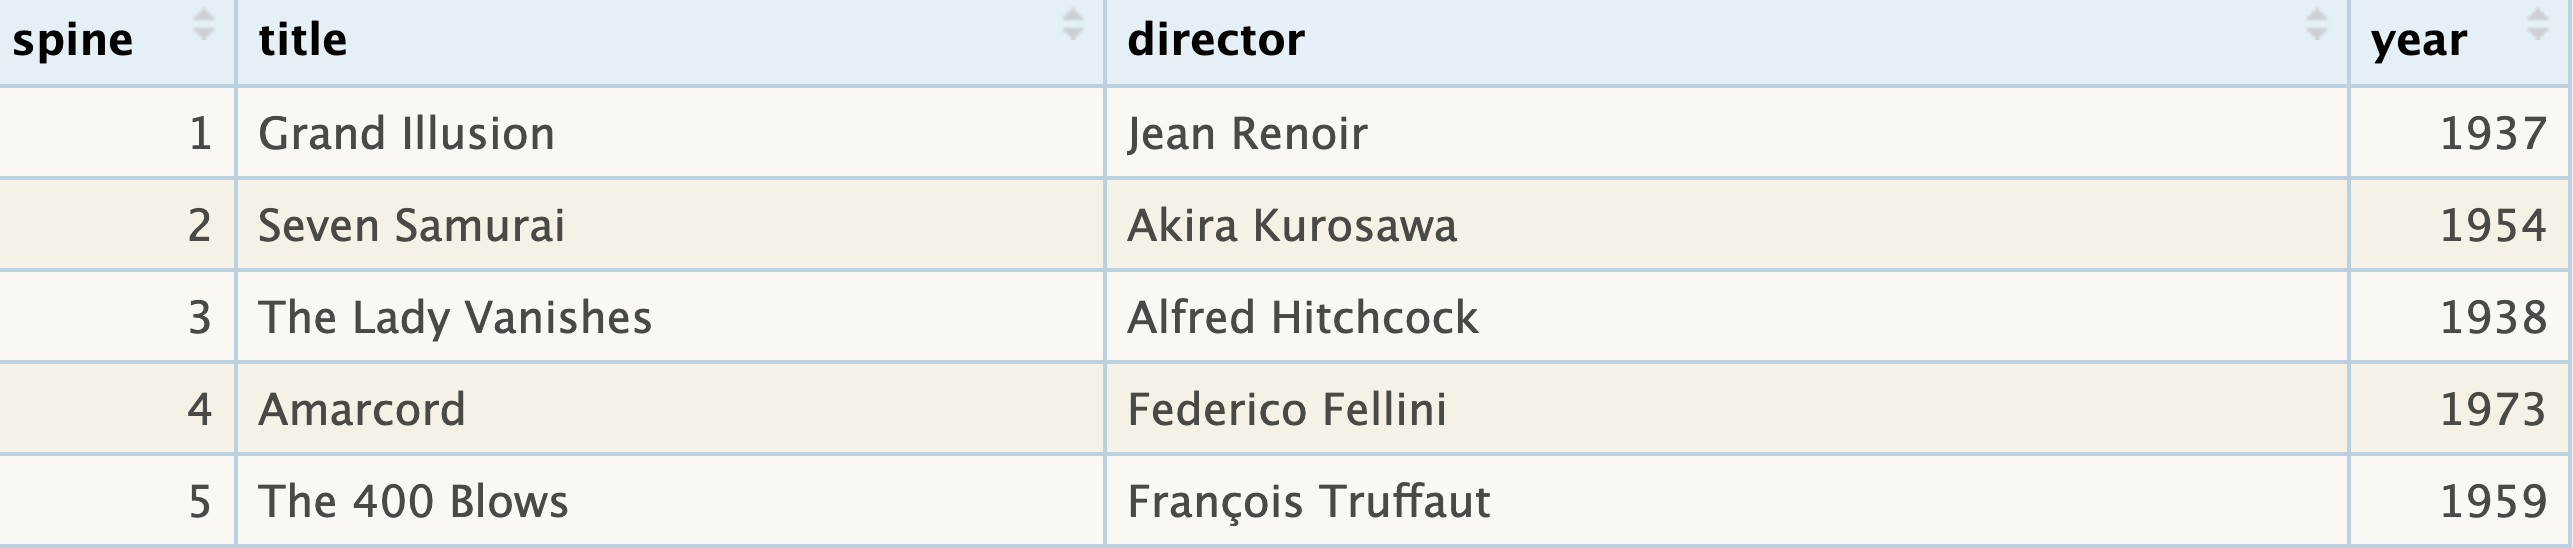 spine title director year
1 Grand Illusion Jean Renoir 1937
2 Seven Samurai Akira Kurosawa 1954
3 The Lady Vanishes Alfred Hitchcock 1938
4 Amarcord Federico Fellini 1973
5 The 400 Blows François Truffaut 1959